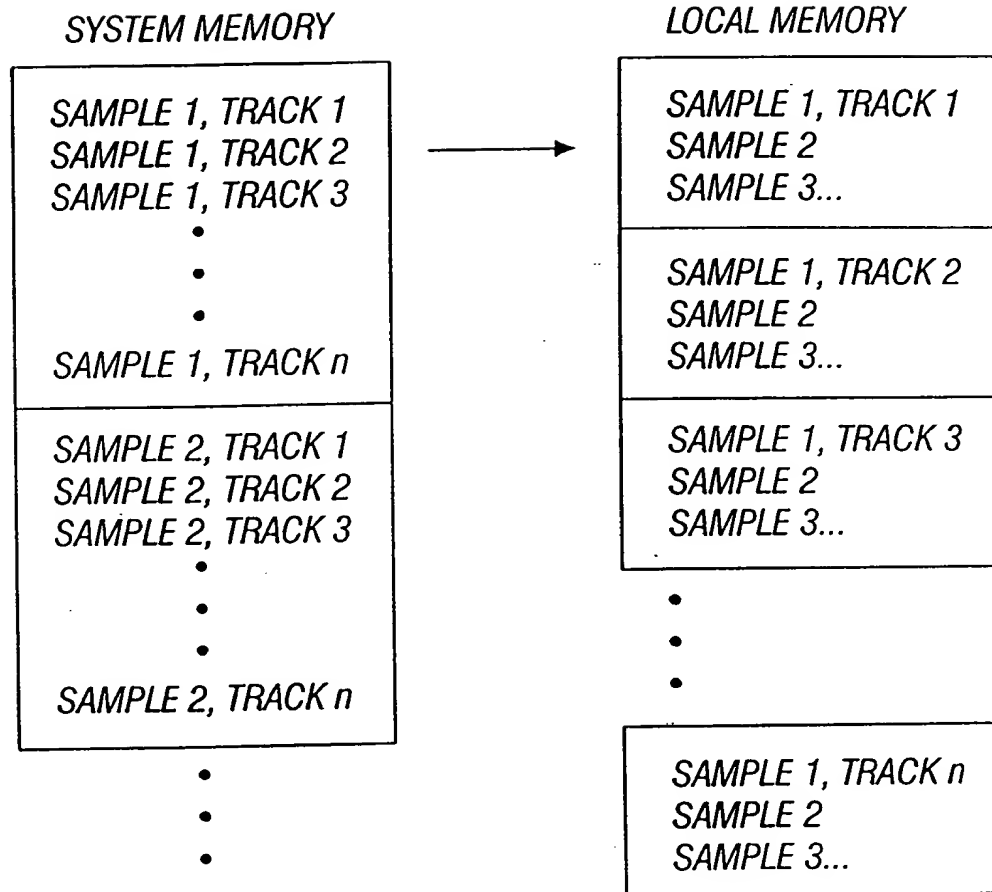 SYSTEM MEMORY
SAMPLE 1, TRACK 1
SAMPLE 1, TRACK 2
SAMPLE 1, TRACK 3
SAMPLE 1, TRACK n
SAMPLE 2, TRACK 1
SAMPLE 2, TRACK 2
SAMPLE 2, TRACK 3
SAMPLE 2, TRACK n
LOCAL MEMORY
SAMPLE 1, TRACK 1
SAMPLE 2
SAMPLE 3...
SAMPLE 1, TRACK 2
SAMPLE 2
SAMPLE 3...
SAMPLE 1, TRACK 3
SAMPLE 2
SAMPLE 3...
SAMPLE 1, TRACK n
SAMPLE 2
SAMPLE 3...